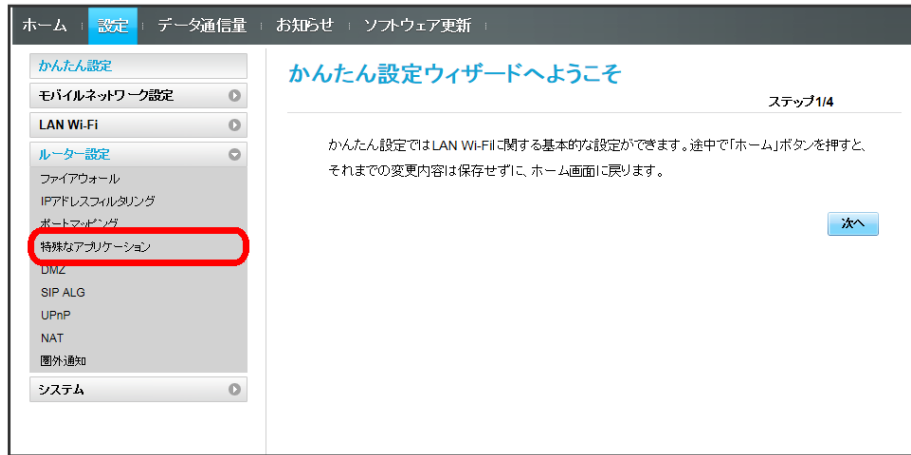 ホーム 設定 データ通信量 お知らせ ソフトウェア更新
かんたん設定
モバイルネットワーク設定
LAN Wi-Fi
ルーター設定
ファイアウォール
IPアドレスフィルタリング
ポートマッピング
特殊なアプリケーション
DMZ
SIP ALG
UPnP
NAT
圏外通知
システム
かんたん設定ウィザードへようこそ
ステップ1/4
かんたん設定ではLAN Wi-Fiに関する基本的な設定ができます。途中で「ホーム」ボタンを押すと、
それまでの変更内容は保存せずに、ホーム画面に戻ります。
次へ